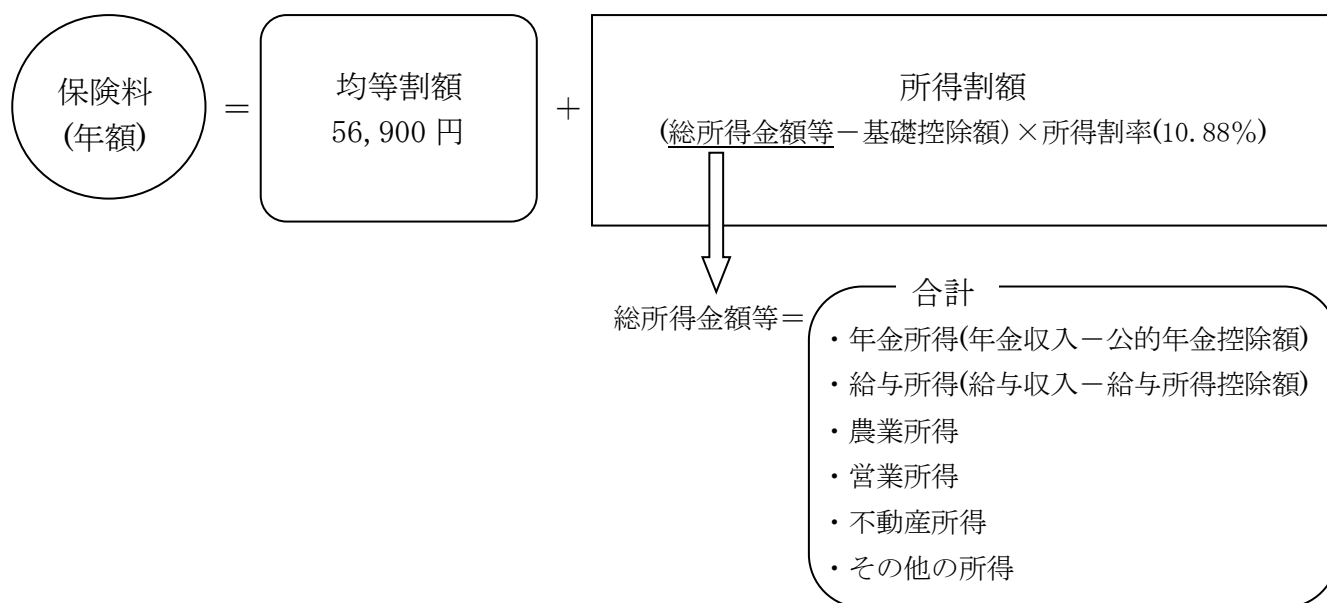 保険料
(年額)
＝
均等割額
56,900 円
＋
所得割額
(総所得金額等－基礎控除額)×所得割率(10.88%)
総所得金額等＝
合計
・年金所得(年金収入－公的年金控除額)
・給与所得(給与収入－給与所得控除額)
・農業所得
・営業所得
・不動産所得
・その他の所得